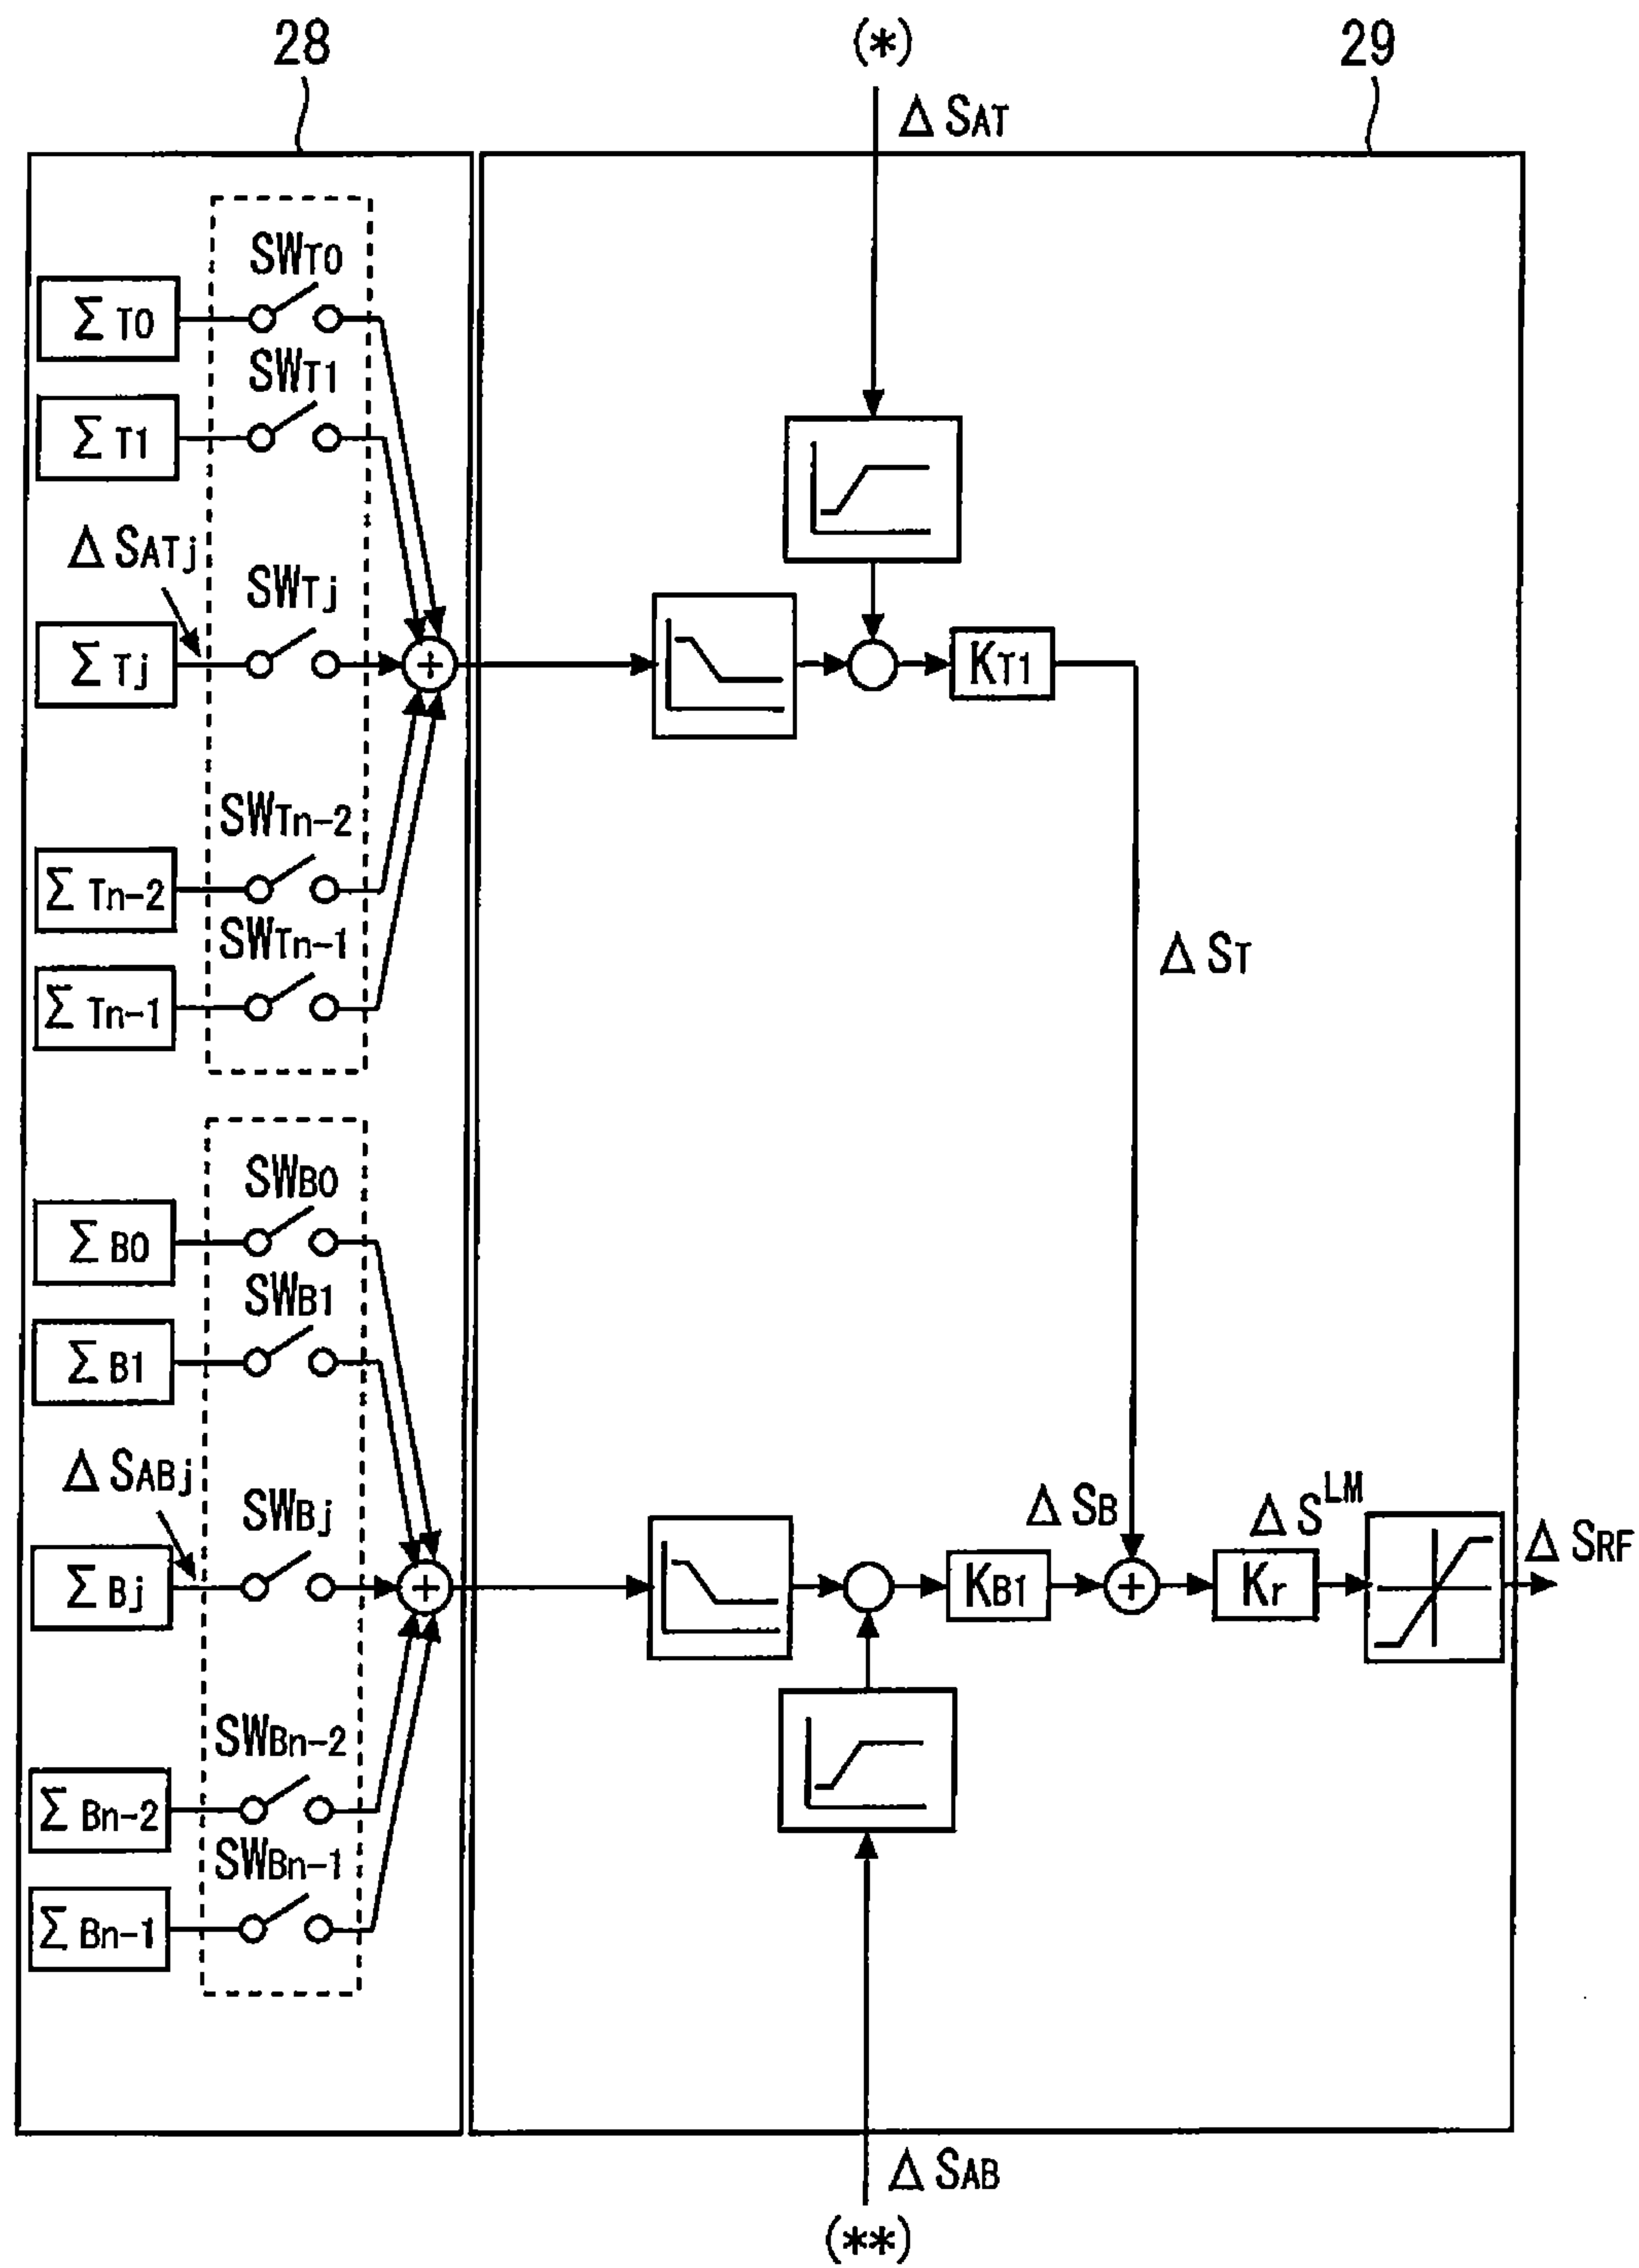 28
(*)
29
Δ SAT
SWT0
Σ T0
SWT1
Σ T1
Δ SATj
SWTj
Σ Tj
+
KT1
SWTn-2
Σ Tn-2
SWTn-1
Σ Tn-1
Δ ST
SWB0
Σ B0
SWB1
Σ B1
Δ SABj
SWBj
Σ Bj
+
KB1
Δ SB
+
Kr
Δ S^LM
Δ SRF
SWBn-2
Σ Bn-2
SWBn-1
Σ Bn-1
Δ SAB
(**)